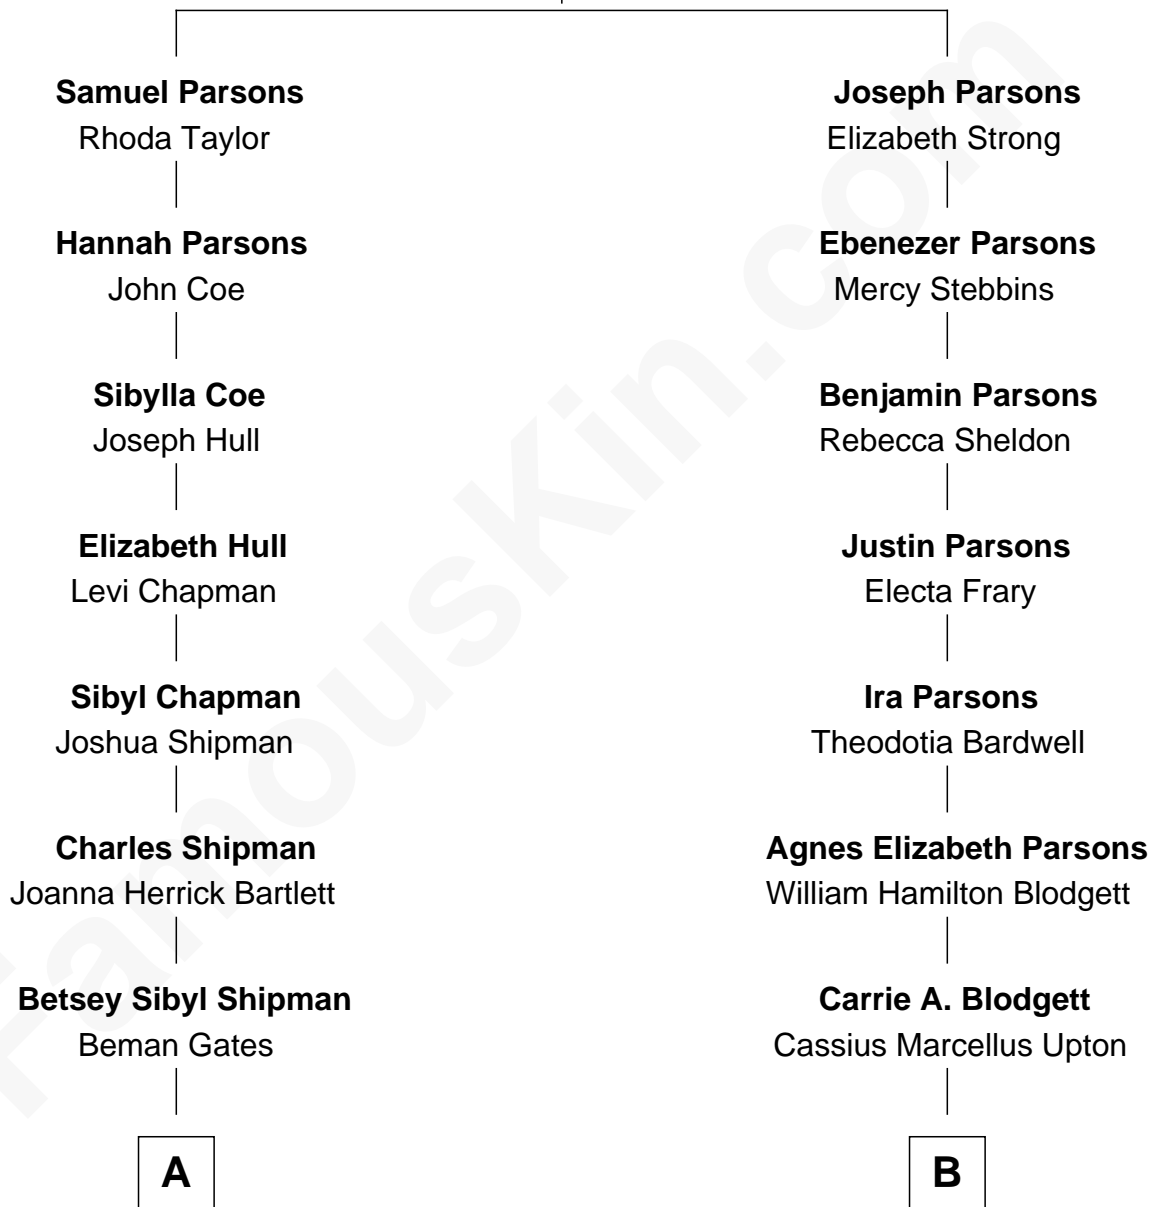 Samuel Parsons
Rhoda Taylor
Hannah Parsons
John Coe
Sibylla Coe
Joseph Hull
Elizabeth Hull
Levi Chapman
Sibyl Chapman
Joshua Shipman
Charles Shipman
Joanna Herrick Bartlett
Betsey Sibyl Shipman
Beman Gates
A
Joseph Parsons
Elizabeth Strong
Ebenezer Parsons
Mercy Stebbins
Benjamin Parsons
Rebecca Sheldon
Justin Parsons
Electa Frary
Ira Parsons
Theodotia Bardwell
Agnes Elizabeth Parsons
William Hamilton Blodgett
Carrie A. Blodgett
Cassius Marcellus Upton
B
FamousKin.com